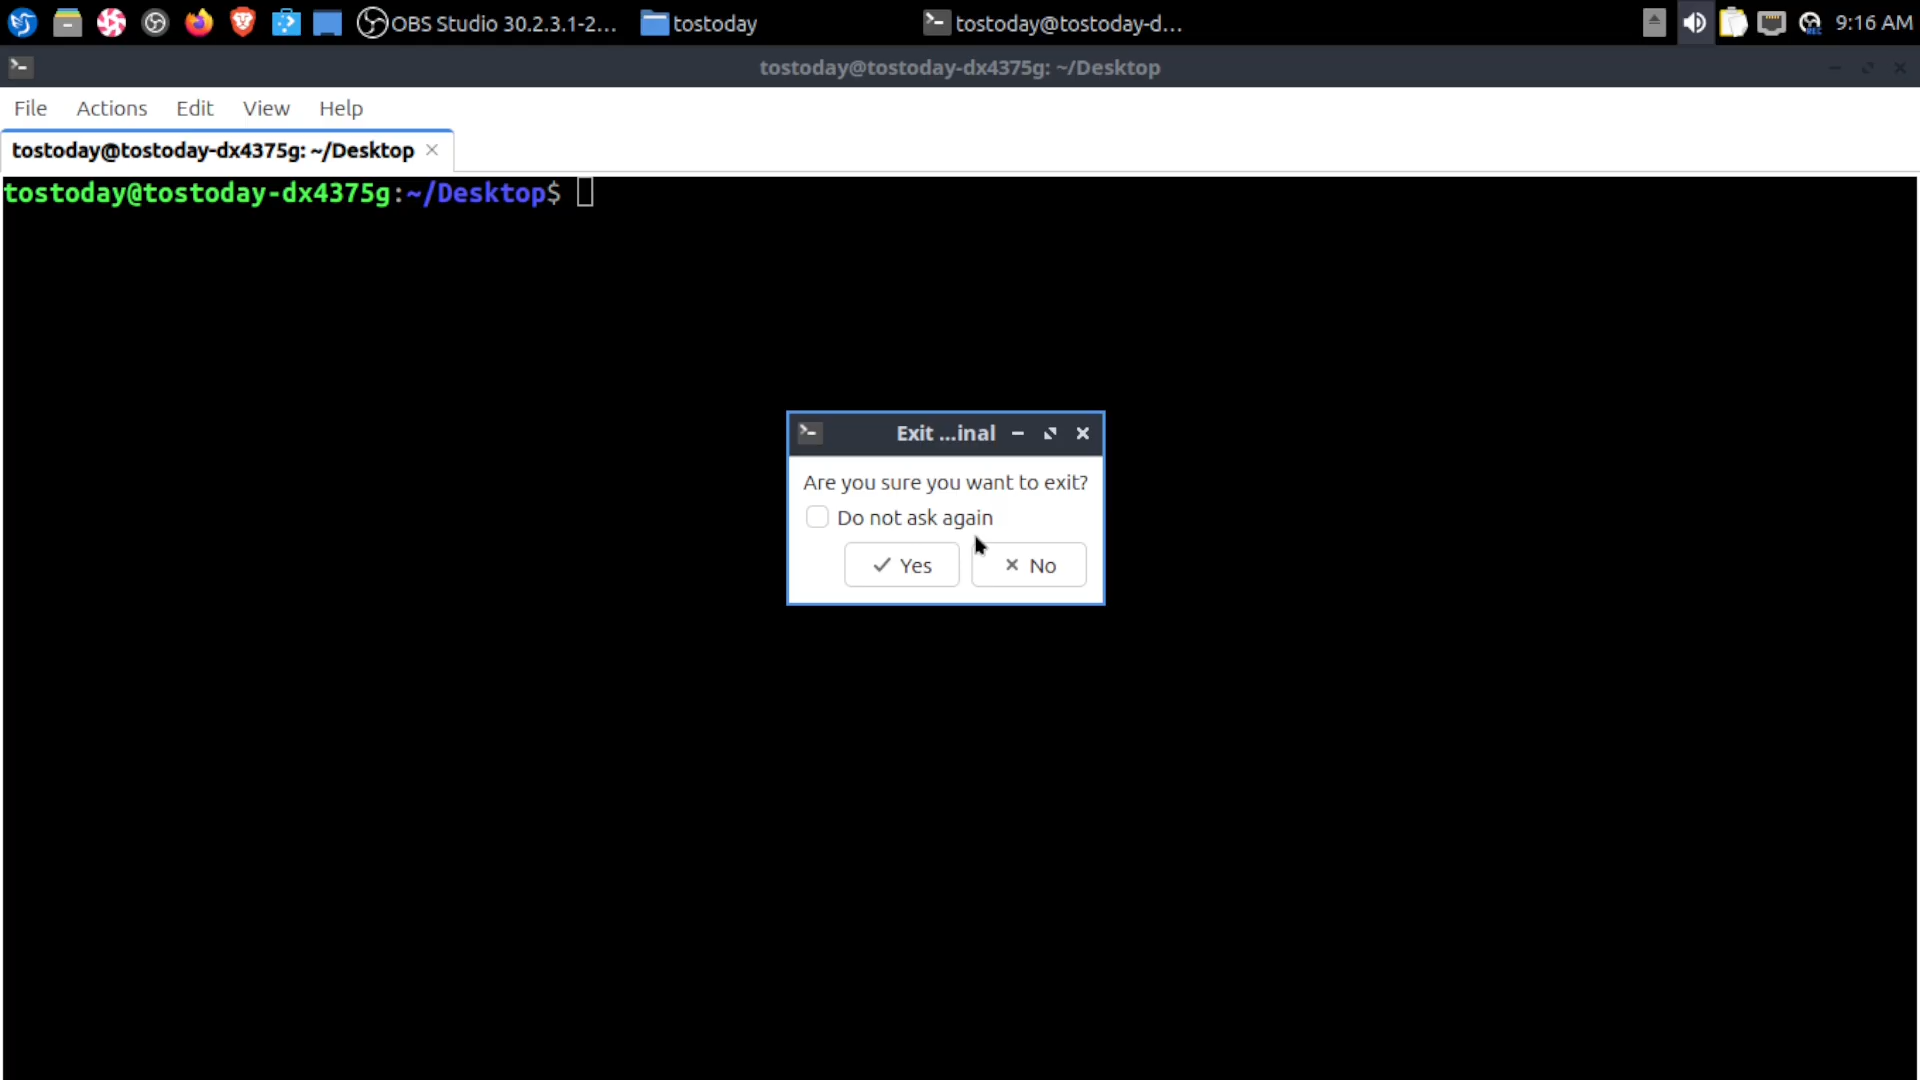 OBS Studio 30.2.3.1-2... tostoday tostoday@tostoday-d... 9:16 AM
tostoday@tostoday-dx4375g: ~/Desktop
File Actions Edit View Help
tostoday@tostoday-dx4375g: ~/Desktop
tostoday@tostoday-dx4375g:~/Desktop$
Exit ...inal
Are you sure you want to exit?
Do not ask again
Yes No